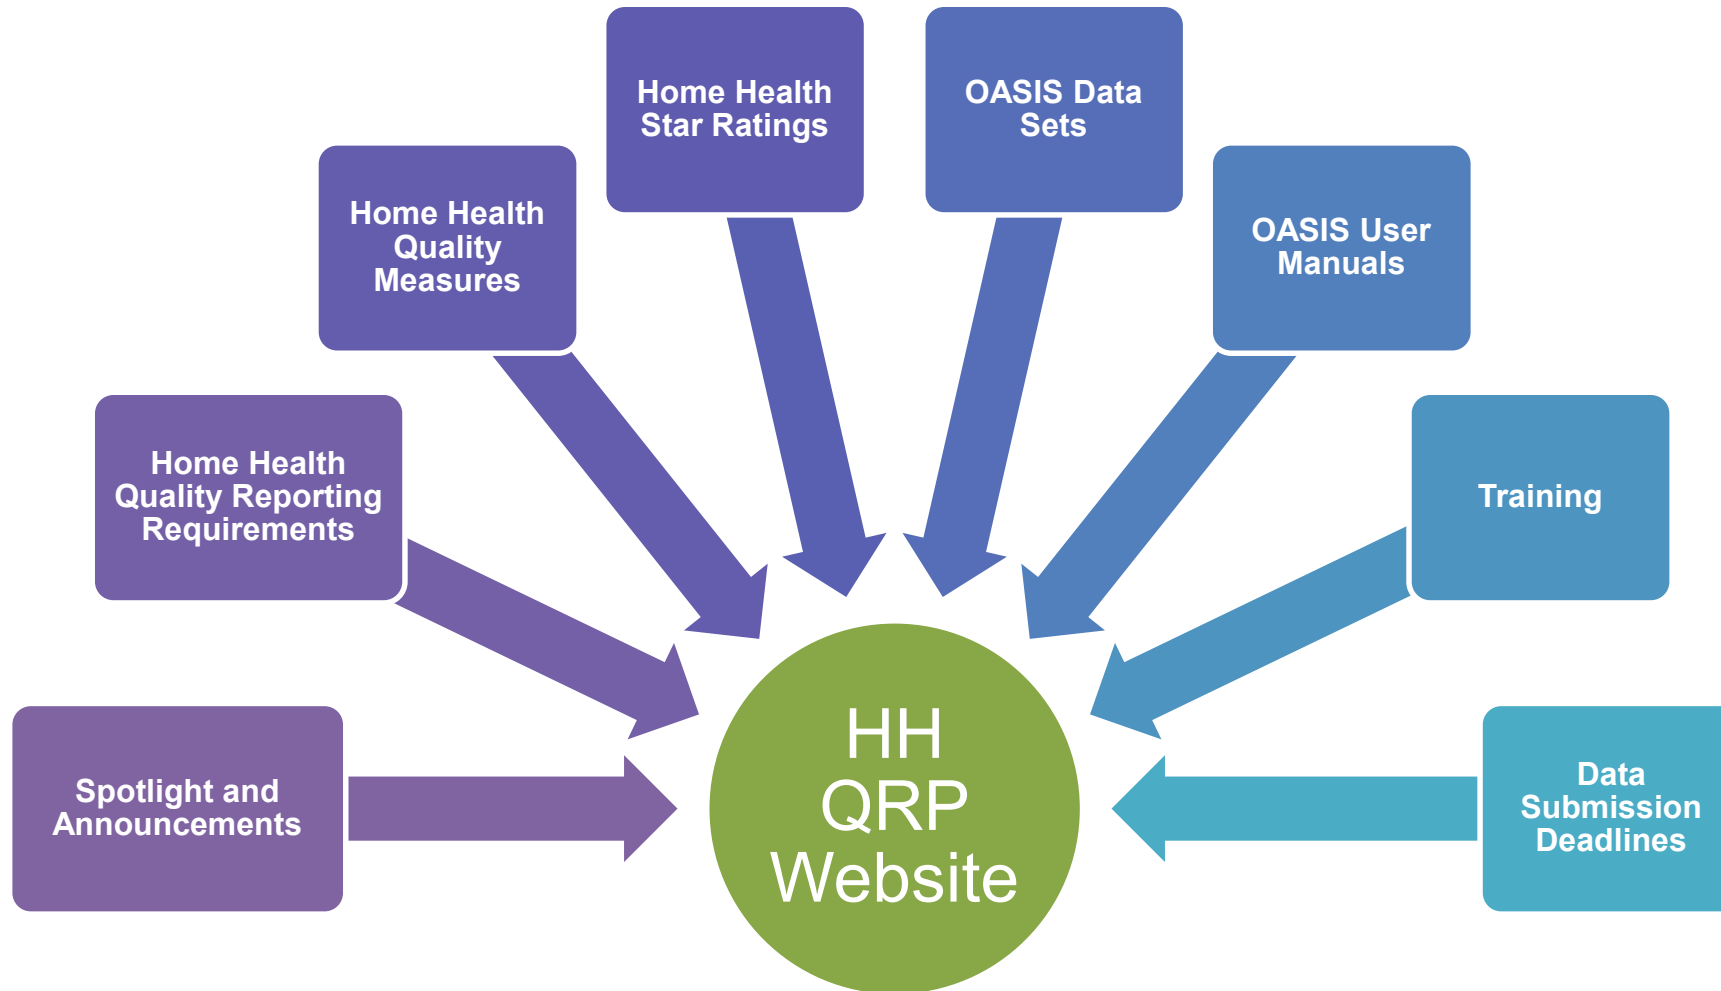 Home Health
Star Ratings
OASIS Data
Sets
Home Health
Quality
Measures
OASIS User
Manuals
Home Health
Quality Reporting
Requirements
Training
Spotlight and
Announcements
HH
QRP
Website
Data
Submission
Deadlines